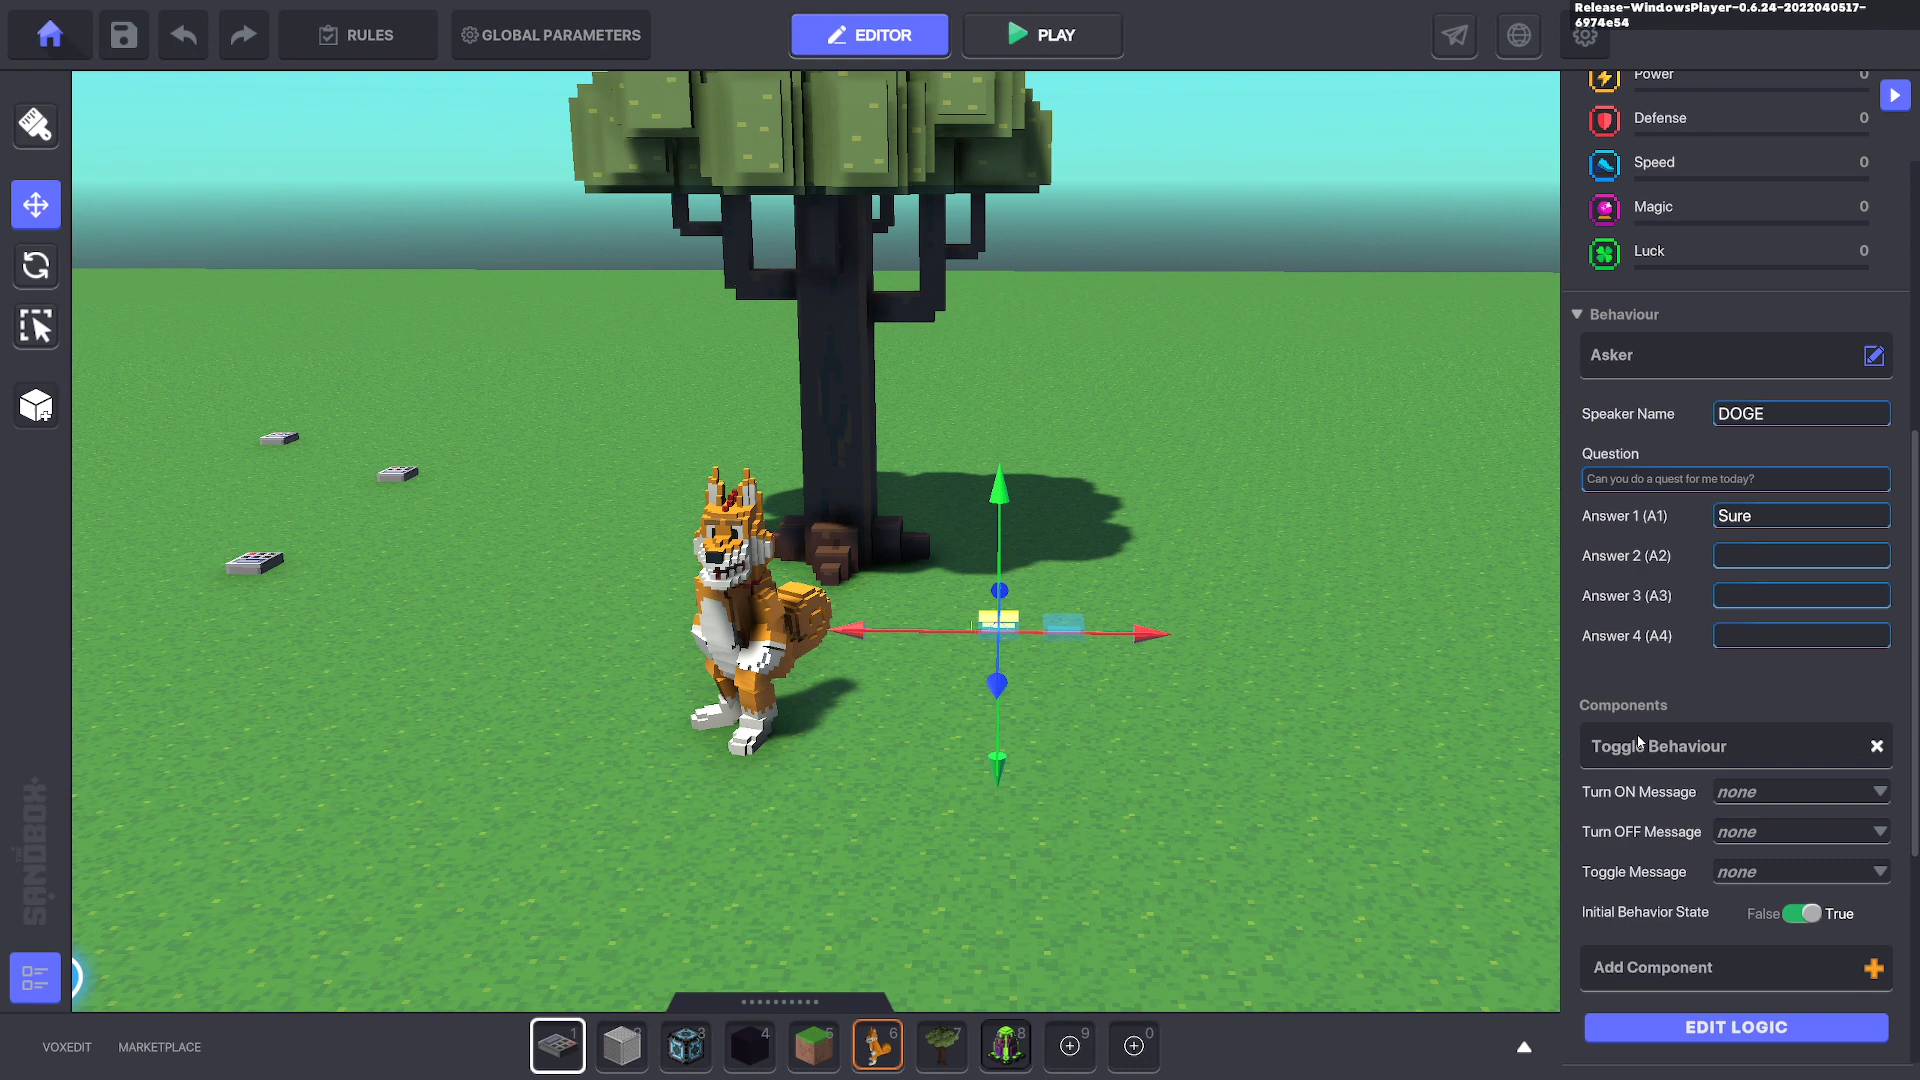 Release-WindowsPlayer-0.6.24-2022040517-
6974e54
RULES
GLOBAL PARAMETERS
EDITOR
PLAY
Power 0
Defense 0
Speed 0
Magic 0
Luck 0
Behaviour
Asker
Speaker Name DOGE
Question
Can you do a quest for me today?
Answer 1 (A1) Sure
Answer 2 (A2)
Answer 3 (A3)
Answer 4 (A4)
Components
Toggle Behaviour
Turn ON Message none
Turn OFF Message none
Toggle Message none
Initial Behavior State False True
Add Component
EDIT LOGIC
THE SANDBOX
VOXEDIT MARKETPLACE
1 2 3 4 5 6 7 8 9 0